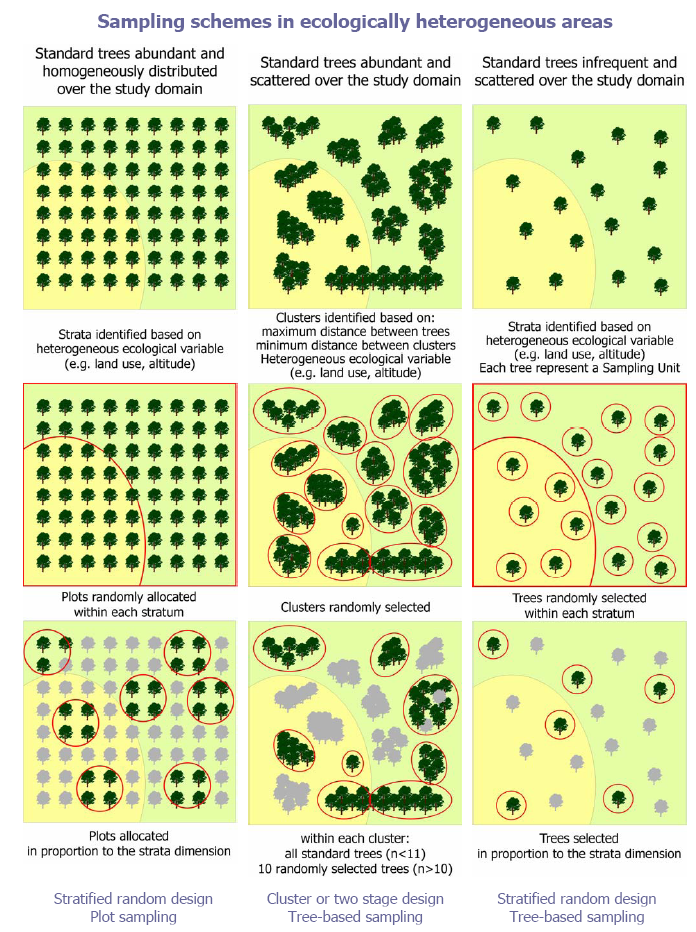 Sampling schemes in ecologically heterogeneous areas
Standard trees abundant and
homogeneously distributed
over the study domain
Standard trees abundant and
scattered over the study domain
Standard trees infrequent and
scattered over the study domain
Strata identified based on
heterogeneous ecological variable
(e.g. land use, altitude)
Clusters identified based on:
maximum distance between trees
minimum distance between clusters
Heterogeneous ecological variable
(e.g. land use, altitude)
Strata identified based on
heterogeneous ecological variable
(e.g. land use, altitude)
Each tree represent a Sampling Unit
Plots randomly allocated
within each stratum
Clusters randomly selected
Trees randomly selected
within each stratum
Plots allocated
in proportion to the strata dimension
within each cluster:
all standard trees (n<11)
10 randomly selected trees (n>10)
Trees selected
in proportion to the strata dimension
Stratified random design
Plot sampling
Cluster or two stage design
Tree-based sampling
Stratified random design
Tree-based sampling